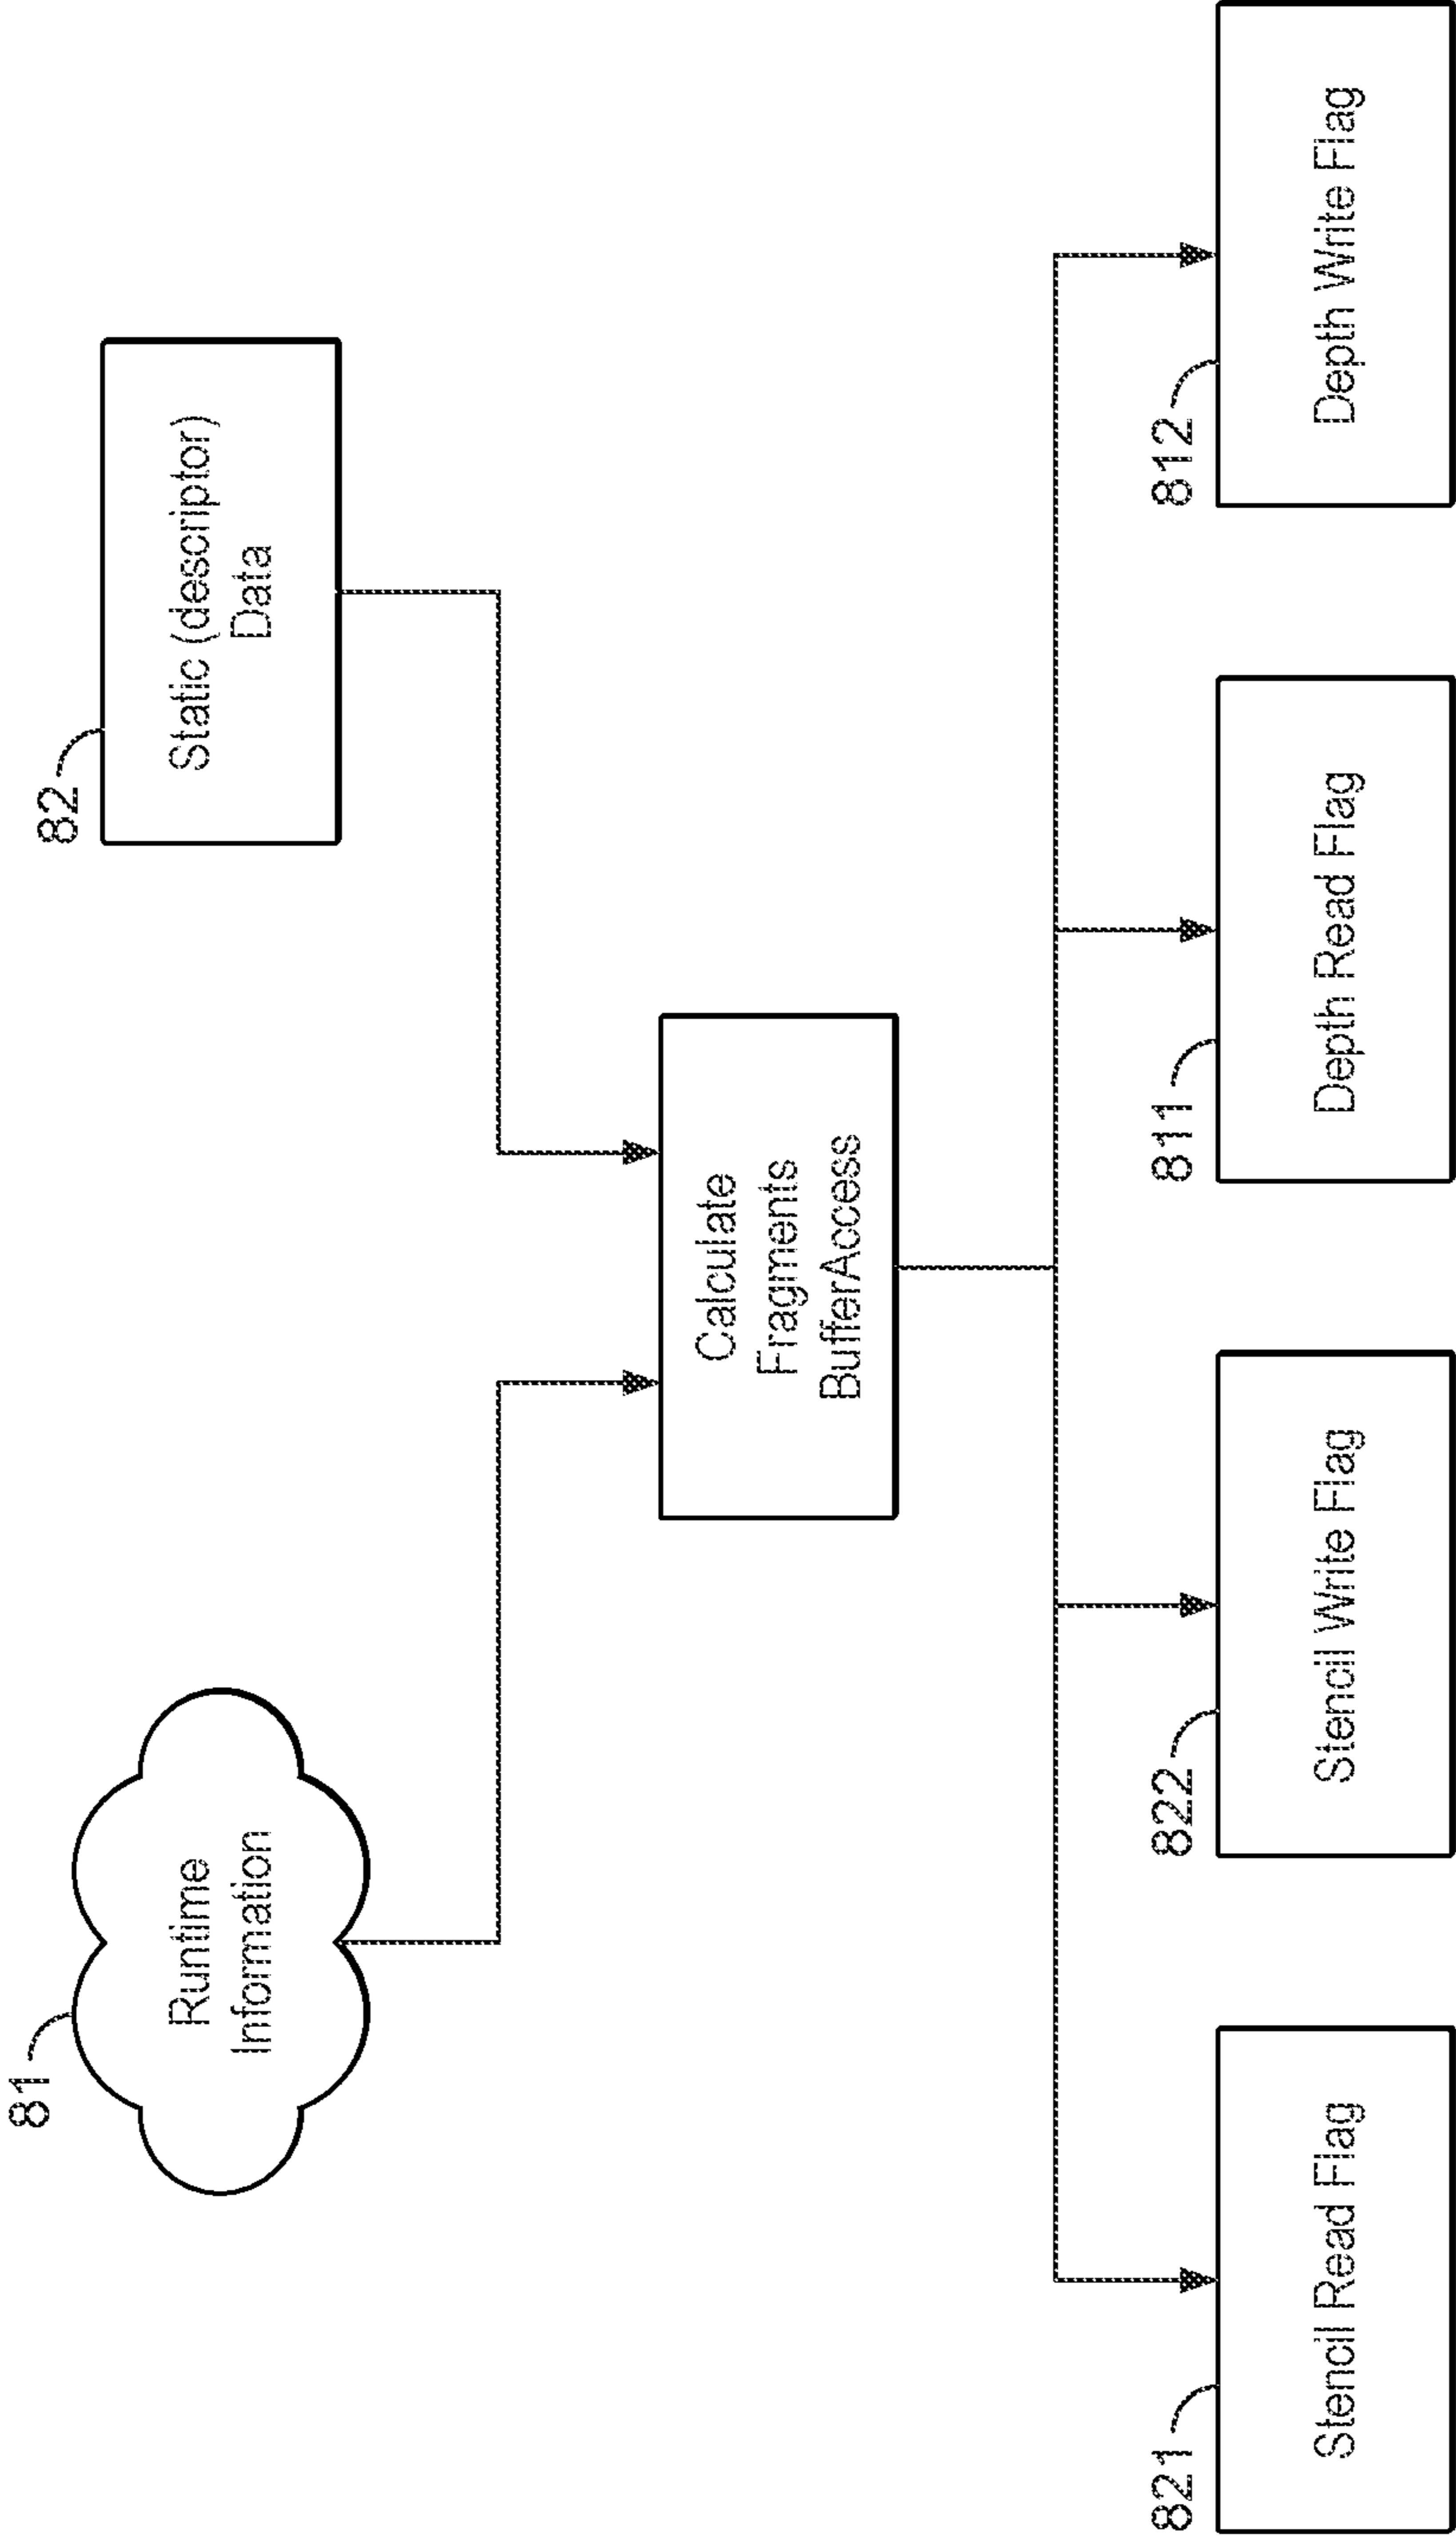 81
Runtime
Information
82
Static (descriptor)
Data
Calculate
Fragments
BufferAccess
821
Stencil Read Flag
822
Stencil Write Flag
811
Depth Read Flag
812
Depth Write Flag